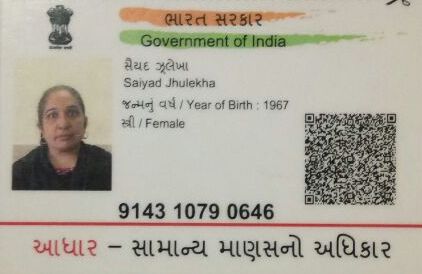 ભારત સરકાર
Government of India
સૈયદ ઝુલેખા
Saiyad Jhulekha
જન્મનું વર્ષ / Year of Birth : 1967
સ્ત્રી / Female
9143 1079 0646
આધાર – સામાન્ય માણસનો અધિકાર